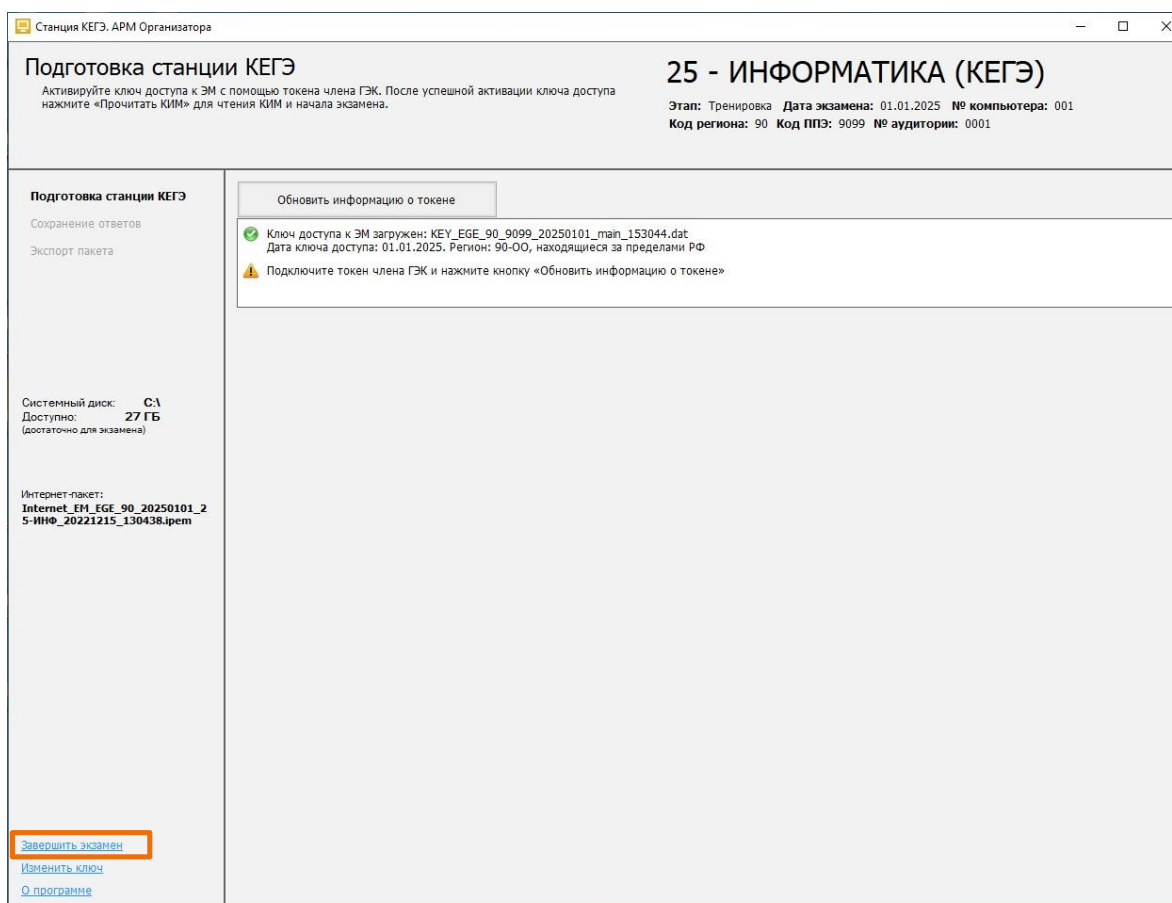 Станция КЕГЭ. АРМ Организатора
Подготовка станции КЕГЭ
Активируйте ключ доступа к ЭМ с помощью токена члена ГЭК. После успешной активации ключа доступа
нажмите «Прочитать КИМ» для чтения КИМ и начала экзамена.
25 - ИНФОРМАТИКА (КЕГЭ)
Этап: Тренировка Дата экзамена: 01.01.2025 № компьютера: 001
Код региона: 90 Код ППЭ: 9099 № аудитории: 0001
Подготовка станции КЕГЭ
Сохранение ответов
Экспорт пакета
Системный диск: C:\
Доступно: 27 ГБ
(достаточно для экзамена)
Интернет-пакет:
Internet_EM_EGE_90_20250101_2
5-ИНФ_20221215_130438.ipem
Завершить экзамен
Изменить ключ
О программе
Обновить информацию о токене
Ключ доступа к ЭМ загружен: KEY_EGE_90_9099_20250101_main_153044.dat
Дата ключа доступа: 01.01.2025. Регион: 90-ОО, находящиеся за пределами РФ
Подключите токен члена ГЭК и нажмите кнопку «Обновить информацию о токене»